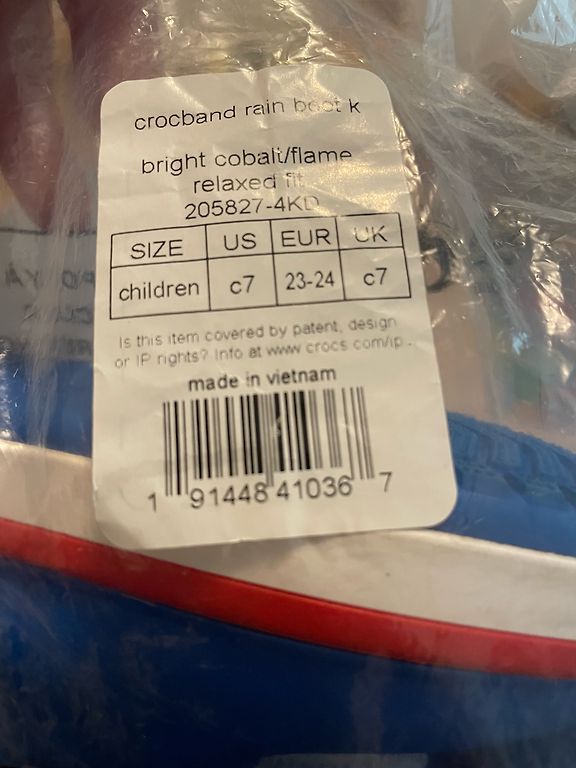 crocband rain boot k
bright cobalt/flame
relaxed fit
205827-4KD
SIZE US EUR UK
children c7 23-24 c7
Is this item covered by patent, design
or IP rights? Info at www.crocs.com/ip.
made in vietnam
1 91448 41036 7